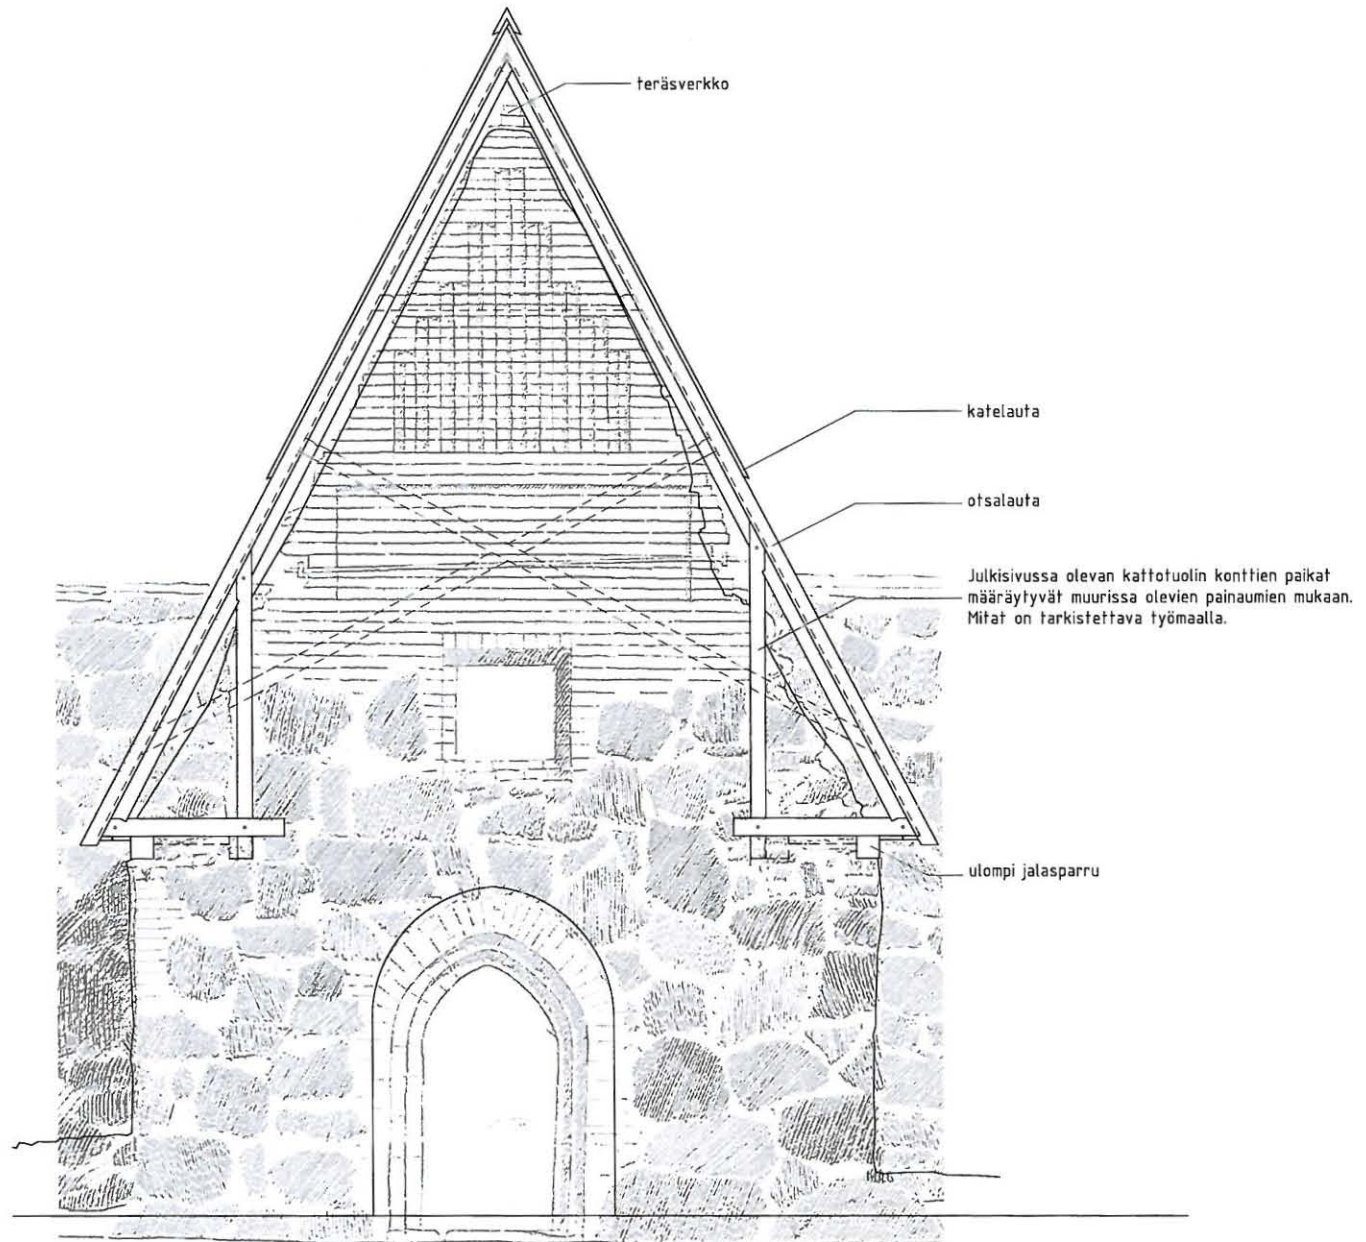 teräsverkko
katelauta
otsalauta
Julkisivussa olevan kattotuolin konttien paikat
määräytyvät muurissa olevien painaumien mukaan.
Mitat on tarkistettava työmaalla.
ulompi jalasparru